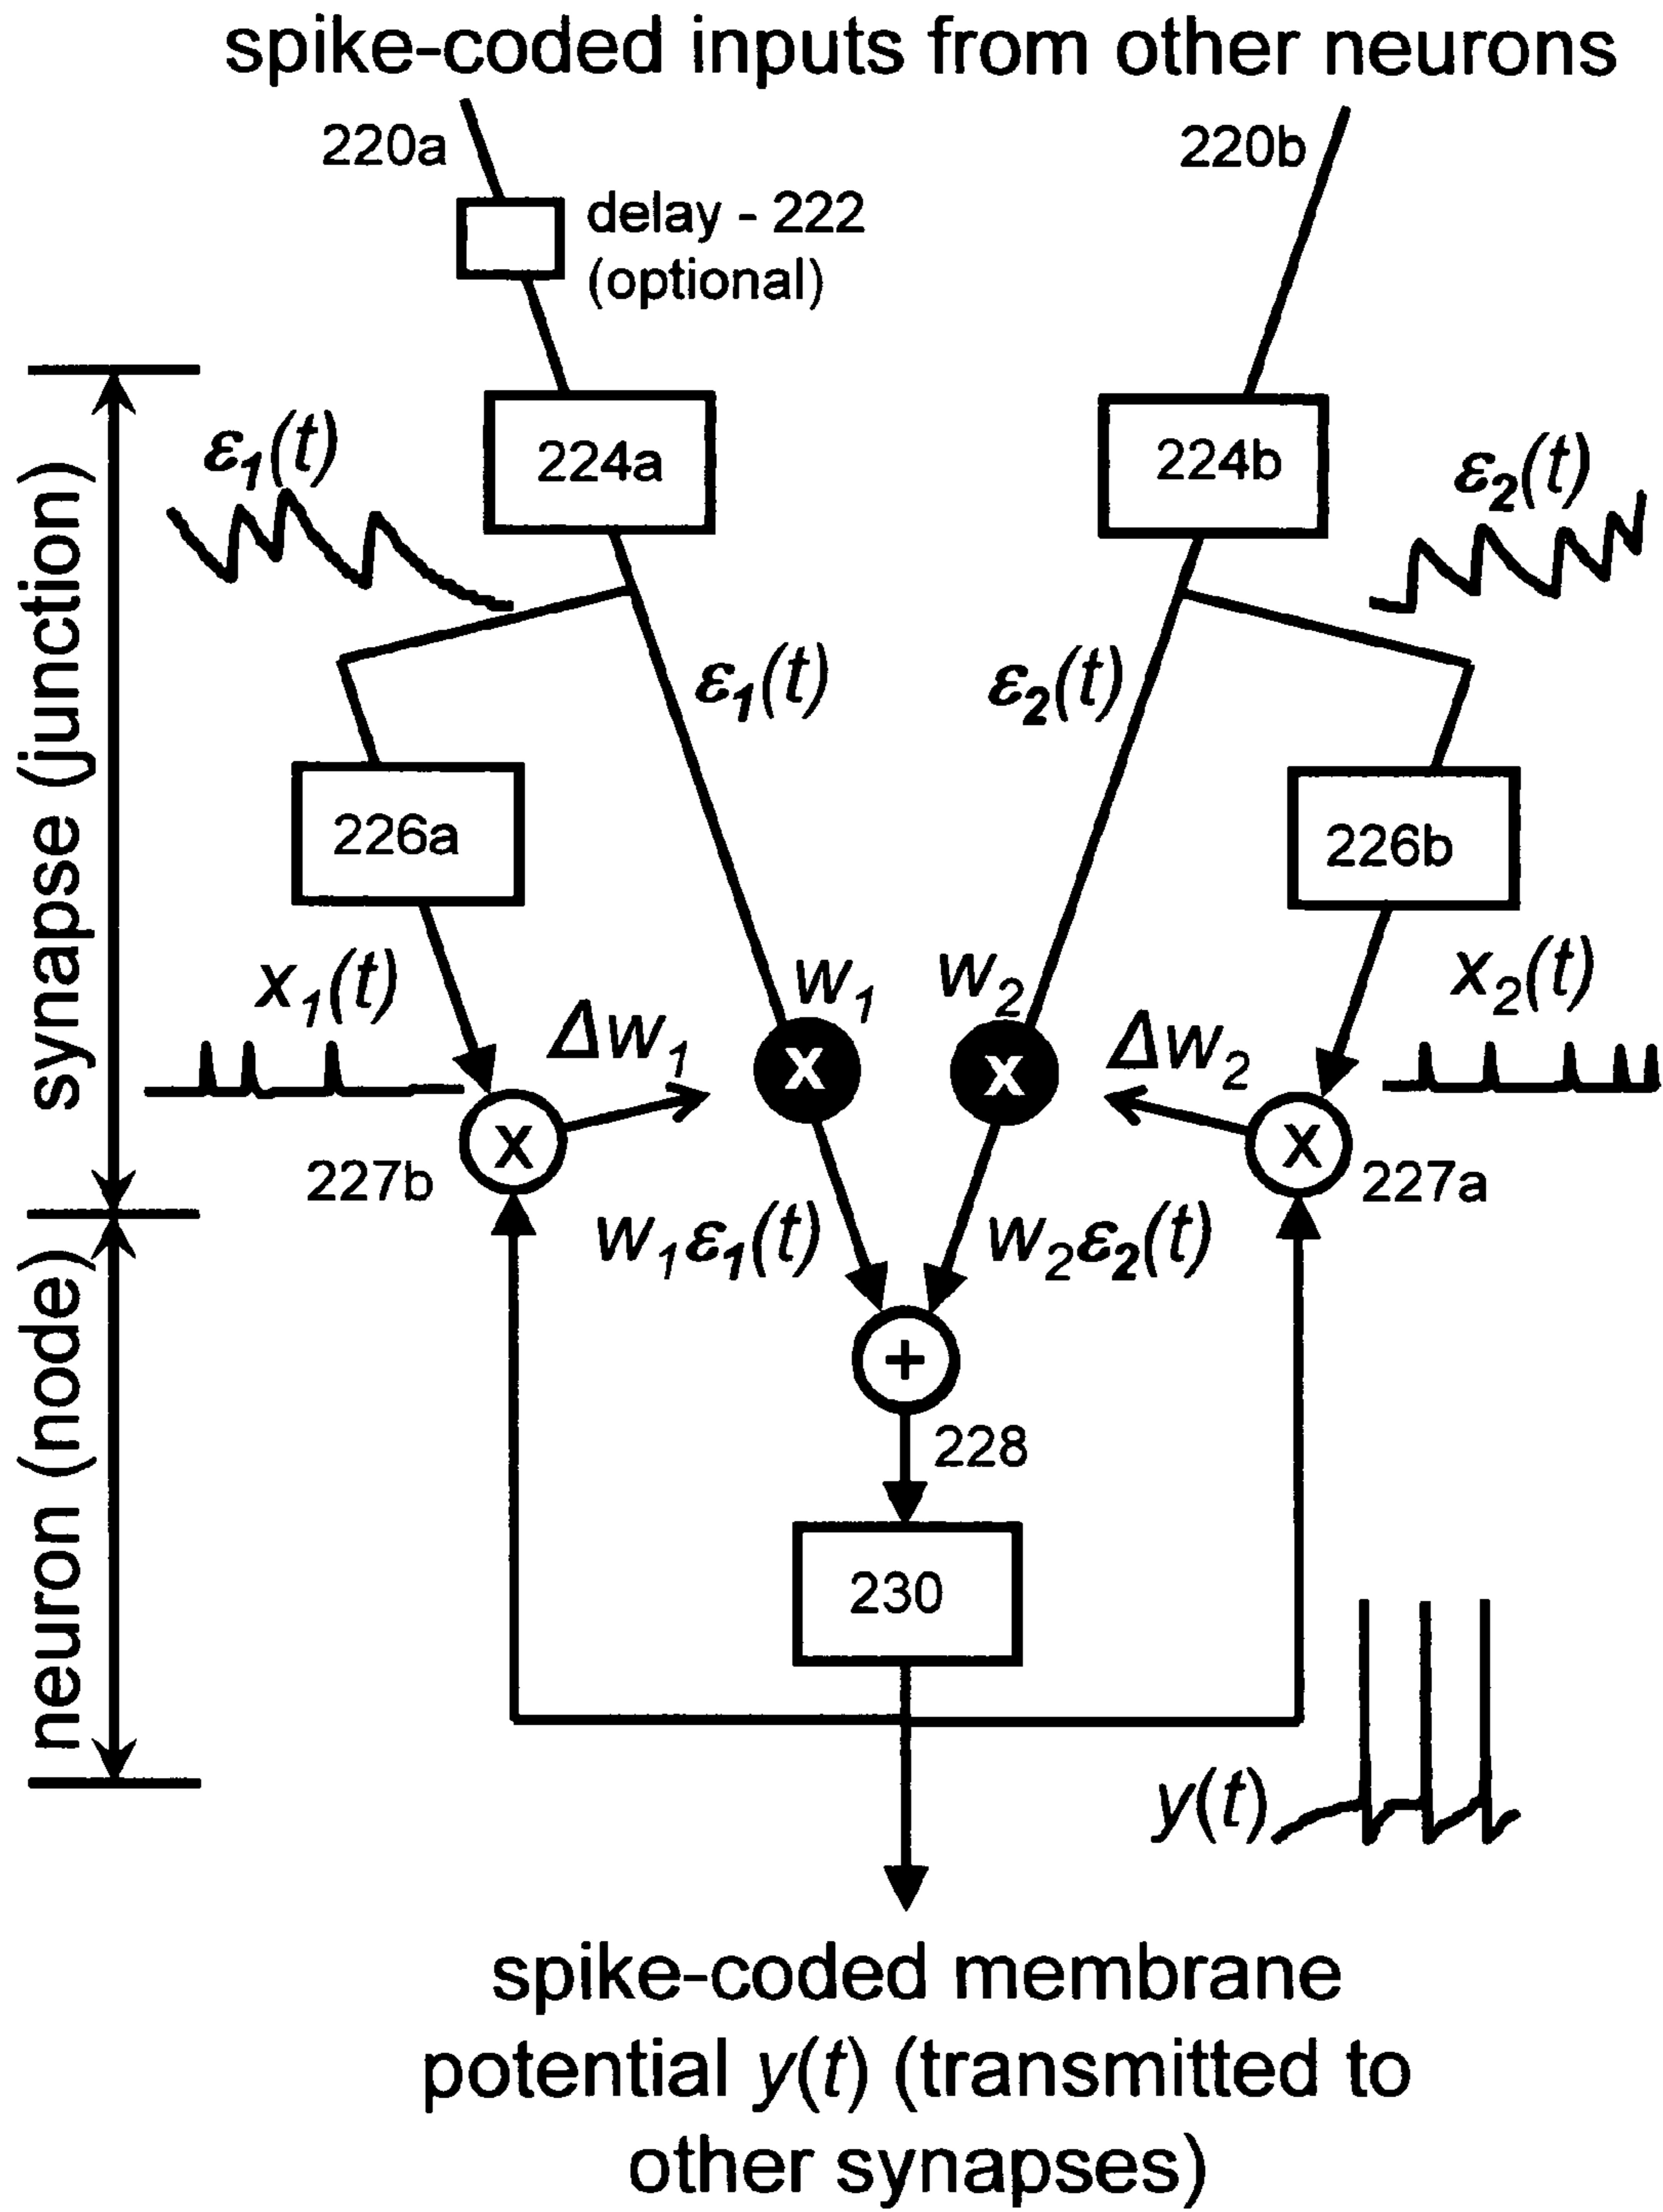 spike-coded inputs from other neurons
220a
220b
delay - 222
(optional)
224a
224b
ε1(t)
ε2(t)
synapse (junction)
ε1(t)
ε2(t)
226a
226b
x1(t)
w1
w2
x2(t)
Δw1
Δw2
x
x
x
x
227b
227a
w1ε1(t)
w2ε2(t)
neuron (node)
+
228
230
y(t)
spike-coded membrane
potential y(t) (transmitted to
other synapses)